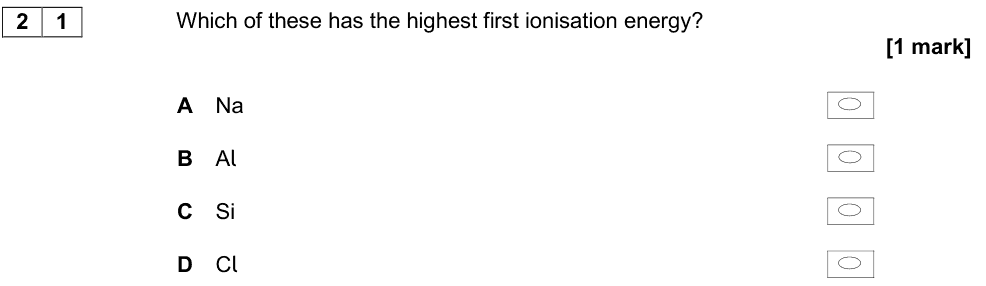 2 1 Which of these has the highest first ionisation energy?
[1 mark]
A Na
B Al
C Si
D Cl